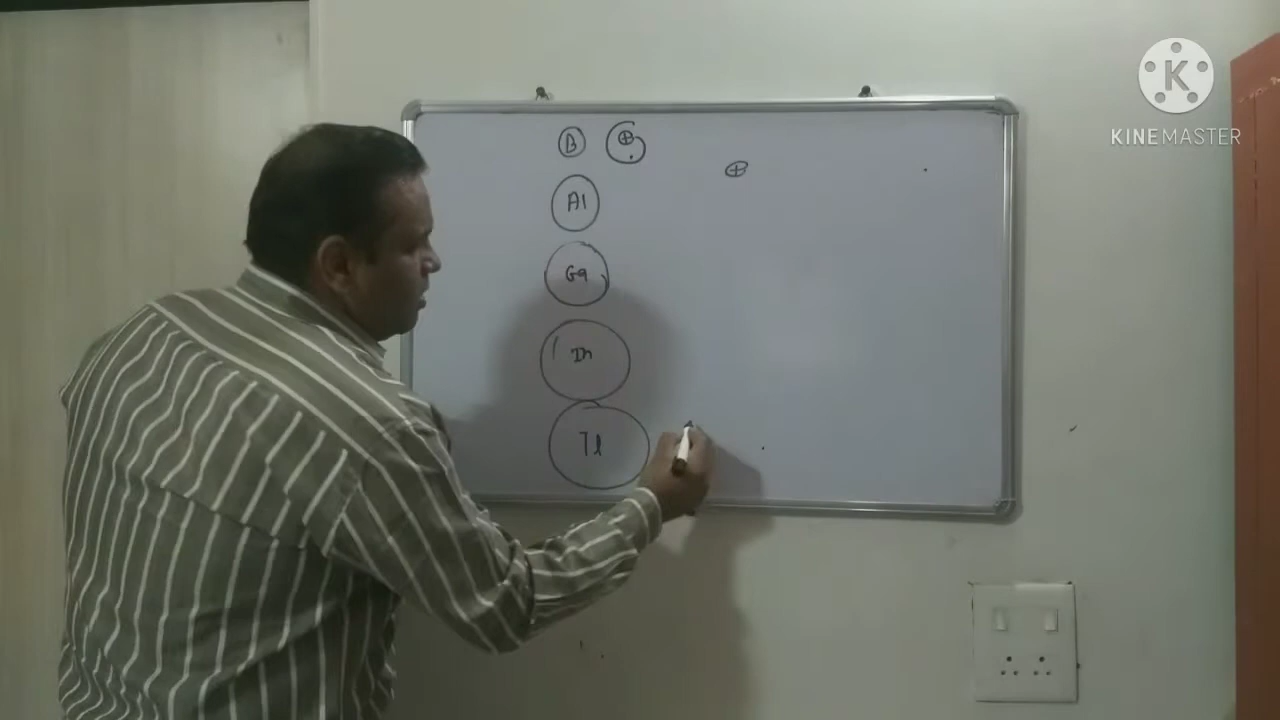 B ⊕
⊕
Al
Ga
In
Tl
K
KINEMASTER